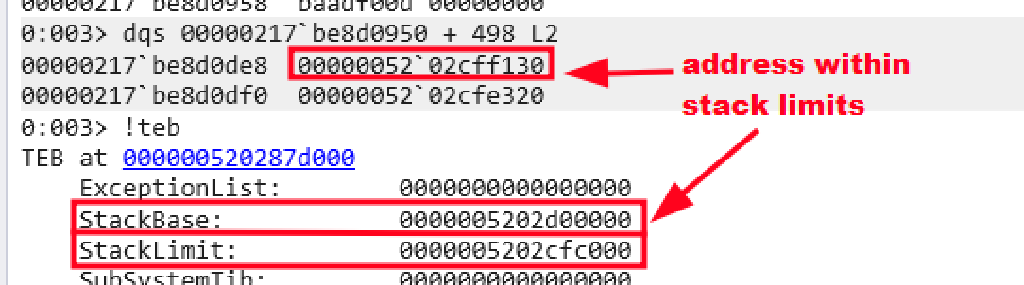 00000217`be8d0958  baadf00d`00000000
0:003> dqs 00000217`be8d0950 + 498 L2
00000217`be8d0de8  00000052`02cff130
00000217`be8d0df0  00000052`02cfe320
address within
stack limits
0:003> !teb
TEB at 000000520287d000
ExceptionList: 0000000000000000
StackBase: 0000005202d00000
StackLimit: 0000005202cfc000
SubSystemTib: 0000000000000000